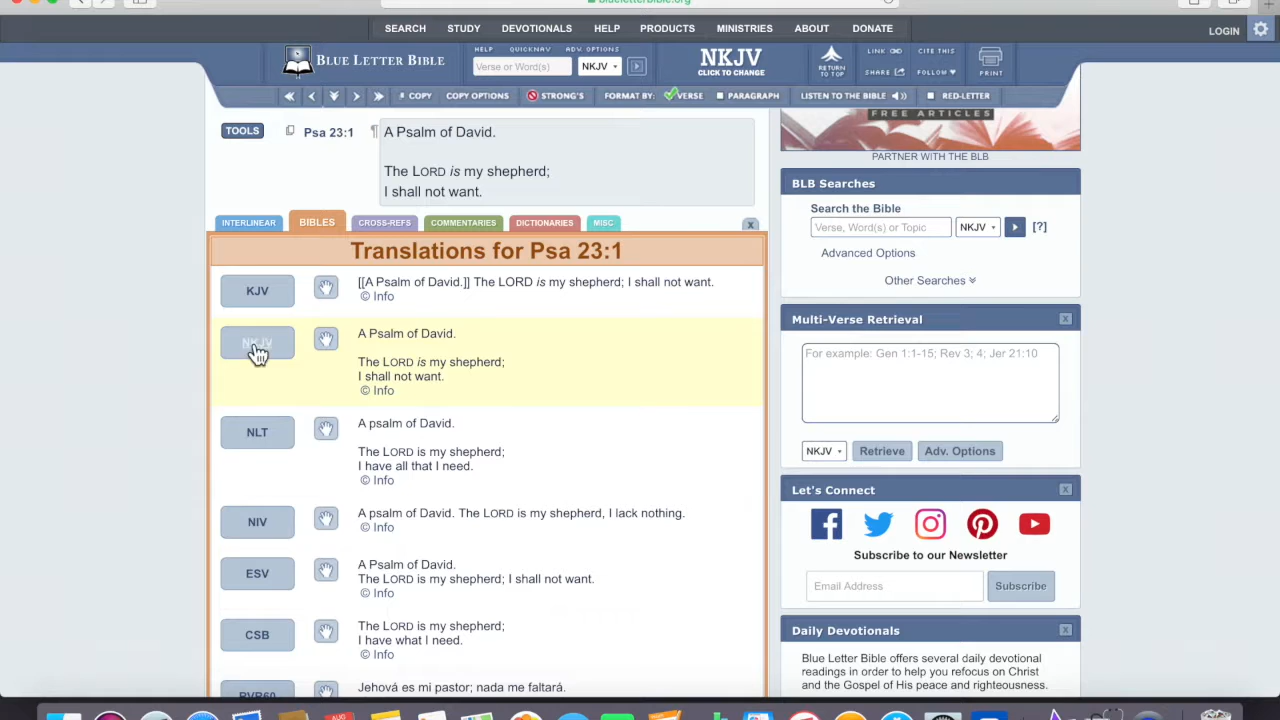 blueletterbible.org
SEARCH STUDY DEVOTIONALS HELP PRODUCTS MINISTRIES ABOUT DONATE
LOGIN
BLUE LETTER BIBLE
HELP QUICKNAV ADV. OPTIONS
Verse or Word(s) NKJV
NKJV
CLICK TO CHANGE
RETURN TO TOP
LINK CITE THIS
SHARE FOLLOW
PRINT
COPY COPY OPTIONS STRONG'S FORMAT BY: VERSE PARAGRAPH LISTEN TO THE BIBLE RED-LETTER
TOOLS Psa 23:1 ¶ A Psalm of David.
The LORD is my shepherd;
I shall not want.
INTERLINEAR BIBLES CROSS-REFS COMMENTARIES DICTIONARIES MISC x
Translations for Psa 23:1
KJV [[A Psalm of David.]] The LORD is my shepherd; I shall not want.
© Info
NKJV A Psalm of David.
The LORD is my shepherd;
I shall not want.
© Info
NLT A psalm of David.
The LORD is my shepherd;
I have all that I need.
© Info
NIV A psalm of David. The LORD is my shepherd, I lack nothing.
© Info
ESV A Psalm of David.
The LORD is my shepherd; I shall not want.
© Info
CSB The LORD is my shepherd;
I have what I need.
© Info
RVR60 Jehová es mi pastor; nada me faltará.
FREE ARTICLES
PARTNER WITH THE BLB
BLB Searches
Search the Bible
Verse, Word(s) or Topic NKJV [?]
Advanced Options
Other Searches
Multi-Verse Retrieval x
For example: Gen 1:1-15; Rev 3; 4; Jer 21:10
NKJV Retrieve Adv. Options
Let's Connect x
Subscribe to our Newsletter
Email Address Subscribe
Daily Devotionals x
Blue Letter Bible offers several daily devotional
readings in order to help you refocus on Christ
and the Gospel of His peace and righteousness.
AUG